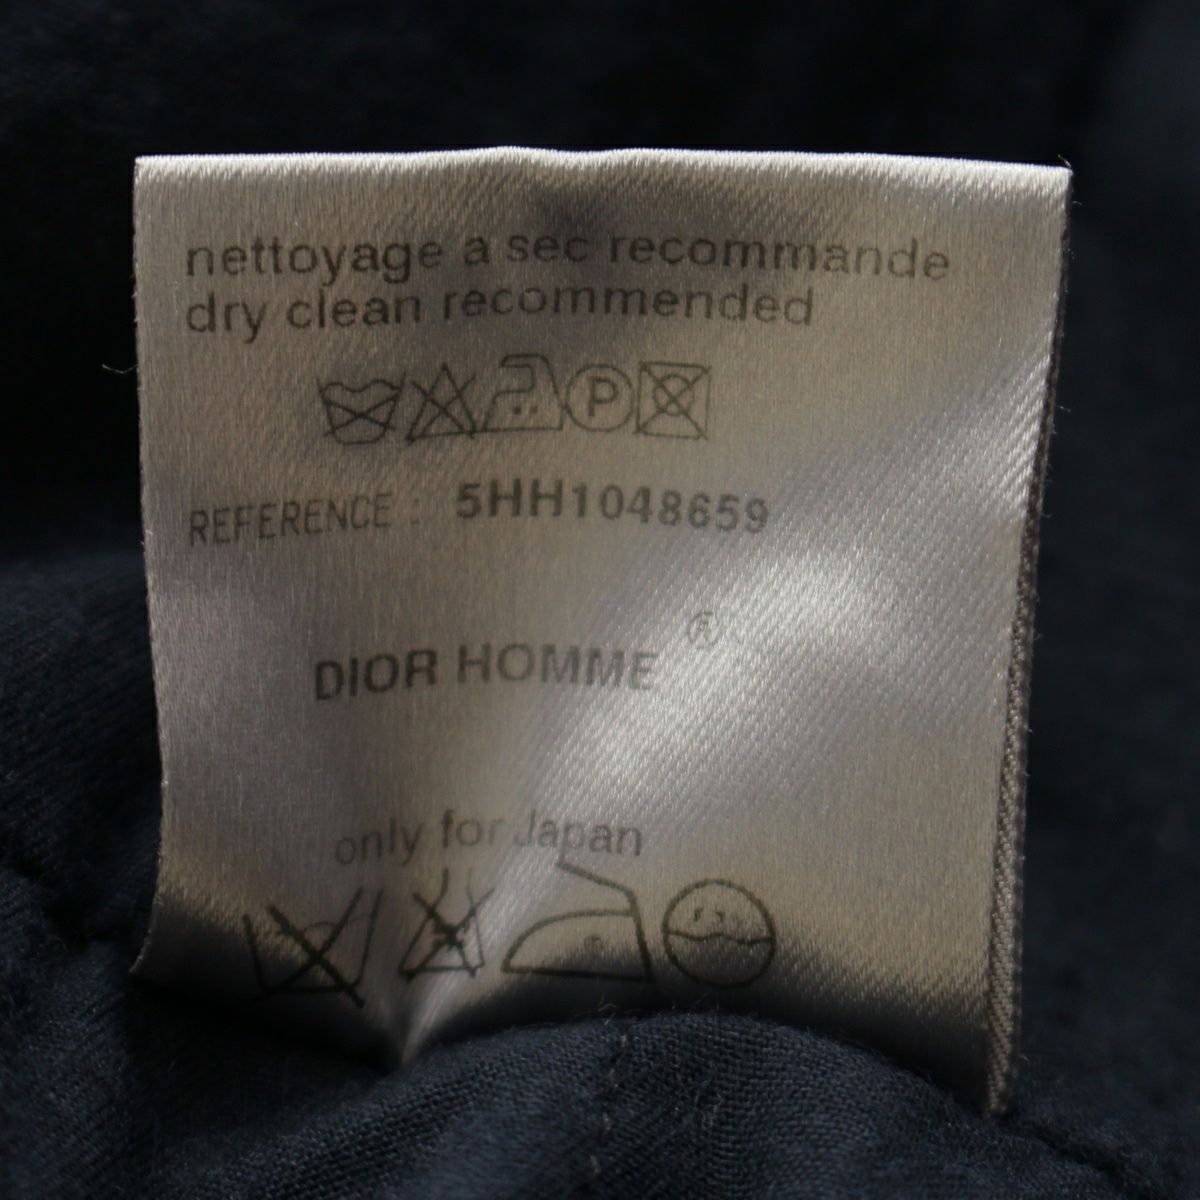 nettoyage a sec recommande
dry clean recommended
P
REFERENCE : 5HH1048659
DIOR HOMME ®
only for Japan